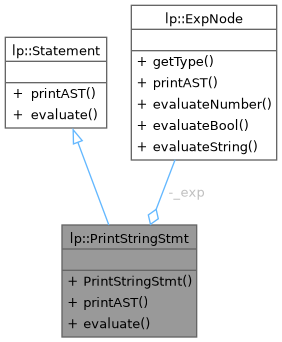 lp::ExpNode
+ getType()
+ printAST()
+ evaluateNumber()
+ evaluateBool()
+ evaluateString()
lp::Statement
+ printAST()
+ evaluate()
-_exp
lp::PrintStringStmt
+ PrintStringStmt()
+ printAST()
+ evaluate()